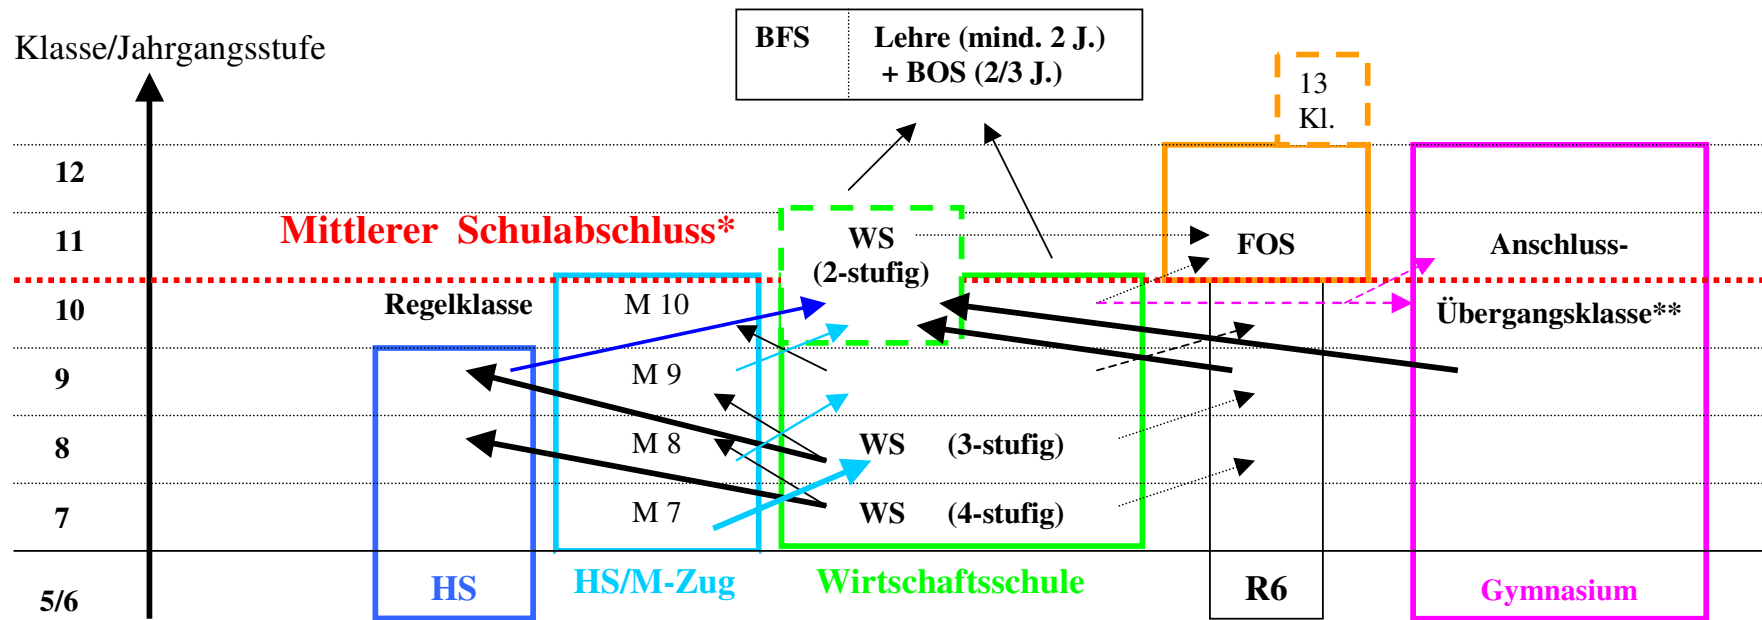 BFS Lehre (mind. 2 J.)
+ BOS (2/3 J.)
Klasse/Jahrgangsstufe
13
Kl.
12
Mittlerer Schulabschluss*
11
WS
(2-stufig)
FOS
Anschluss-
10
Regelklasse
M 10
Übergangsklasse**
9
M 9
8
M 8
WS (3-stufig)
7
M 7
WS (4-stufig)
5/6
HS
HS/M-Zug
Wirtschaftsschule
R6
Gymnasium